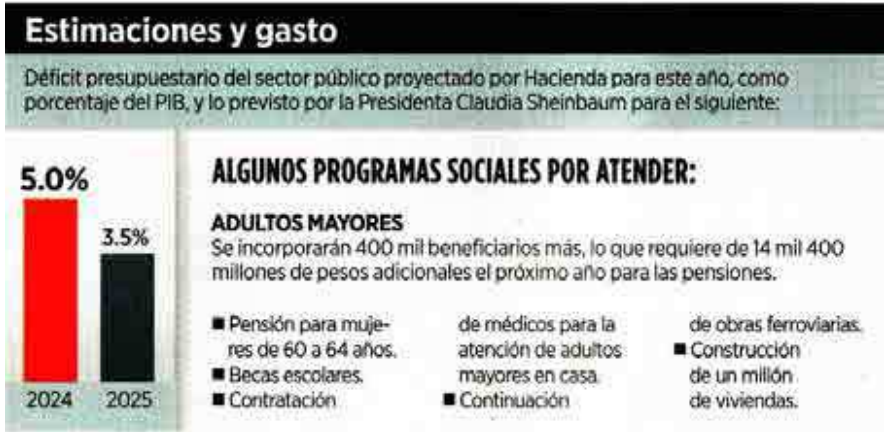 Estimaciones y gasto
Déficit presupuestario del sector público proyectado por Hacienda para este año, como
porcentaje del PIB, y lo previsto por la Presidenta Claudia Sheinbaum para el siguiente:
5.0%
3.5%
2024
2025
ALGUNOS PROGRAMAS SOCIALES POR ATENDER:
ADULTOS MAYORES
Se incorporarán 400 mil beneficiarios más, lo que requiere de 14 mil 400
millones de pesos adicionales el próximo año para las pensiones.
■ Pensión para muje-
res de 60 a 64 años.
■ Becas escolares.
■ Contratación
de médicos para la
atención de adultos
mayores en casa.
■ Continuación
de obras ferroviarias.
■ Construcción
de un millón
de viviendas.